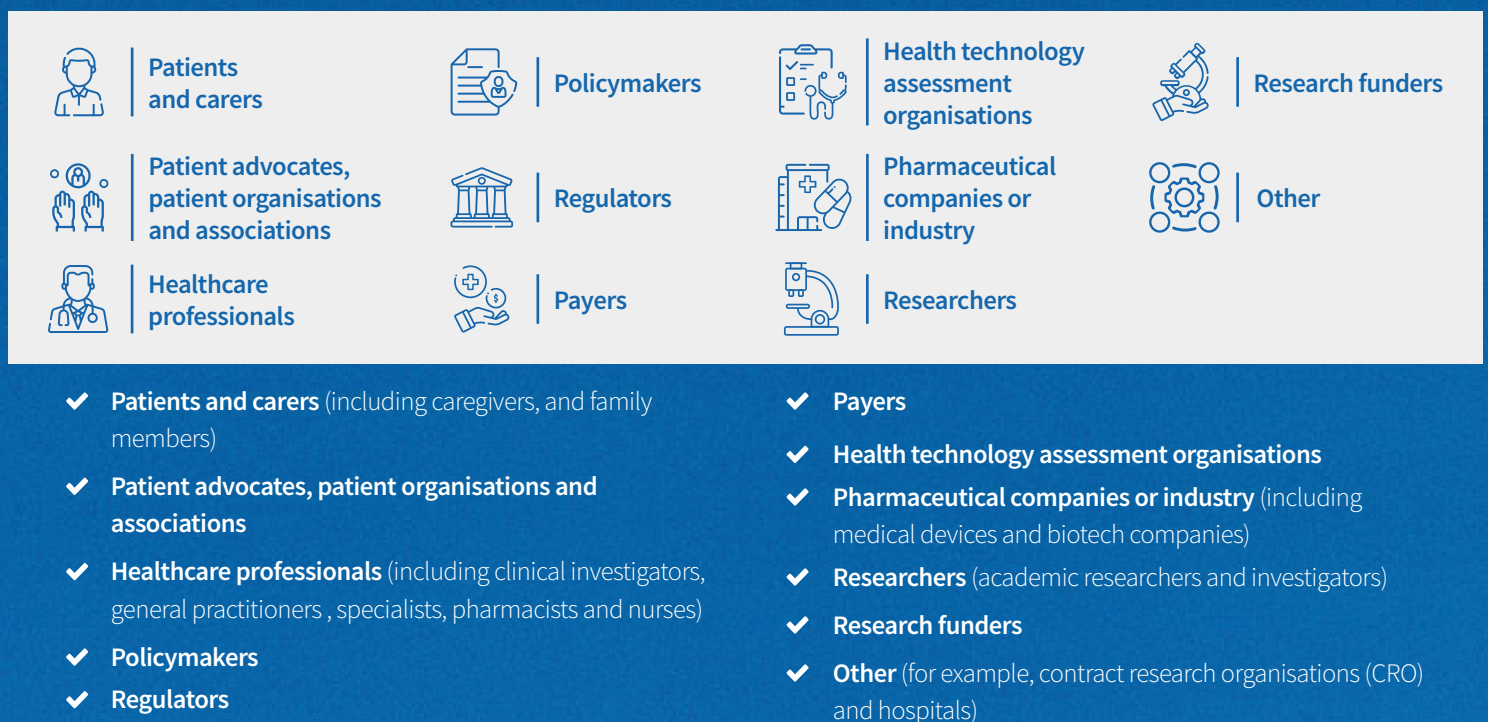 Patients
and carers
Patient advocates,
patient organisations
and associations
Healthcare
professionals
Policymakers
Regulators
Payers
Health technology
assessment
organisations
Pharmaceutical
companies or
industry
Researchers
Research funders
Other
Patients and carers (including caregivers, and family
members)
Patient advocates, patient organisations and
associations
Healthcare professionals (including clinical investigators,
general practitioners , specialists, pharmacists and nurses)
Policymakers
Regulators
Payers
Health technology assessment organisations
Pharmaceutical companies or industry (including
medical devices and biotech companies)
Researchers (academic researchers and investigators)
Research funders
Other (for example, contract research organisations (CRO)
and hospitals)